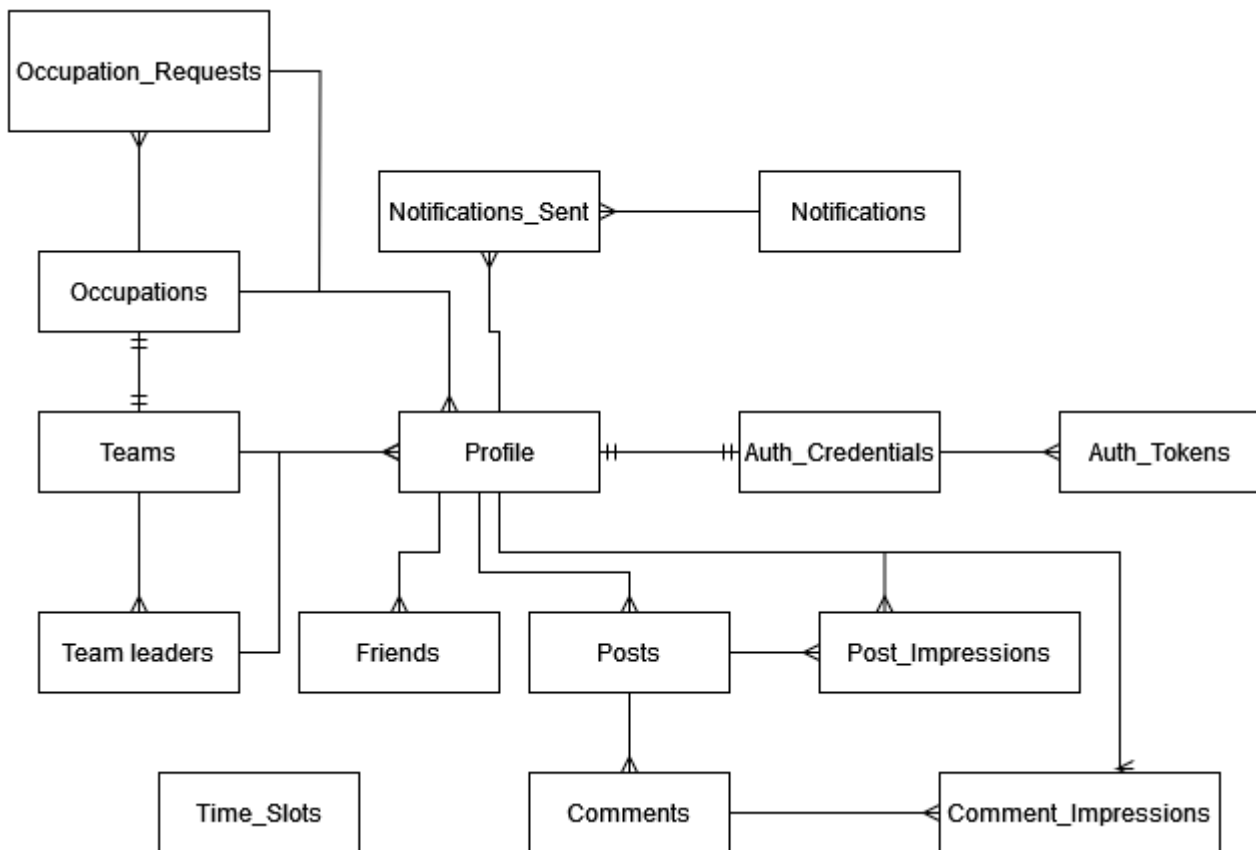 Occupation_Requests
Notifications_Sent
Notifications
Occupations
Teams
Profile
Auth_Credentials
Auth_Tokens
Team leaders
Friends
Posts
Post_Impressions
Time_Slots
Comments
Comment_Impressions